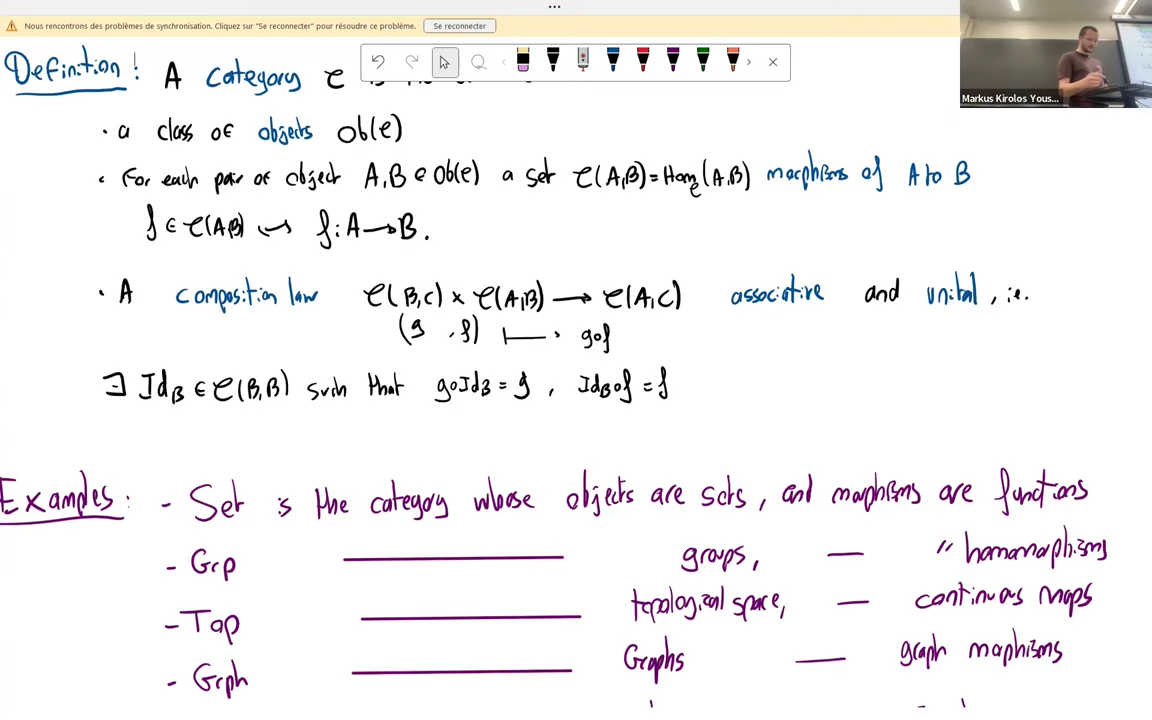 Nous rencontrons des problèmes de synchronisation. Cliquez sur "Se reconnecter" pour résoudre ce problème. Se reconnecter
Markus Kirolos Yous...
Definition: A category C
• a class of objects Ob(C)
• For each pair of object A,B ∈ Ob(C) a set C(A,B) = Hom_C(A,B) morphisms of A to B
f ∈ C(A,B) ⇝ f: A → B.
• A composition law C(B,C) × C(A,B) → C(A,C) associative and unital, i.e.
(g, f) ↦ g∘f
∃ Id_B ∈ C(B,B) such that g∘Id_B = g, Id_B∘f = f
Examples: - Set is the category whose objects are sets, and morphisms are functions
- Grp ——— groups, — " homomorphisms
- Top ——— topological space, — continuous maps
- Grph ——— Graphs — graph morphisms